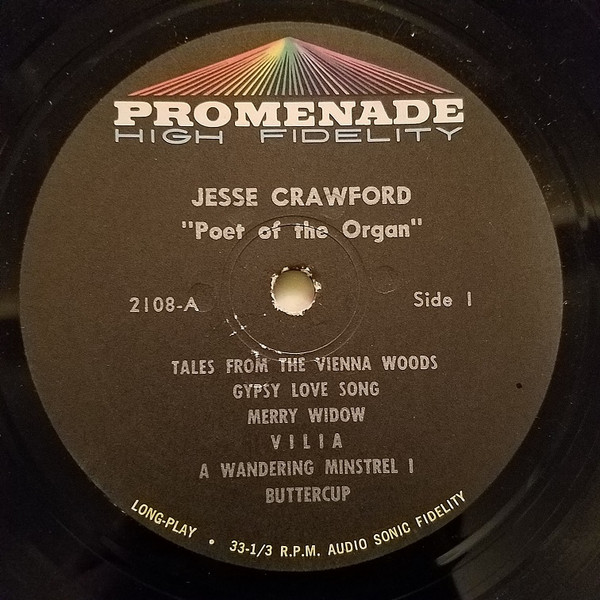 PROMENADE
HIGH FIDELITY
JESSE CRAWFORD
"Poet of the Organ"
2108-A
Side 1
TALES FROM THE VIENNA WOODS
GYPSY LOVE SONG
MERRY WIDOW
VILIA
A WANDERING MINSTREL I
BUTTERCUP
LONG-PLAY • 33-1/3 R.P.M. AUDIO SONIC FIDELITY